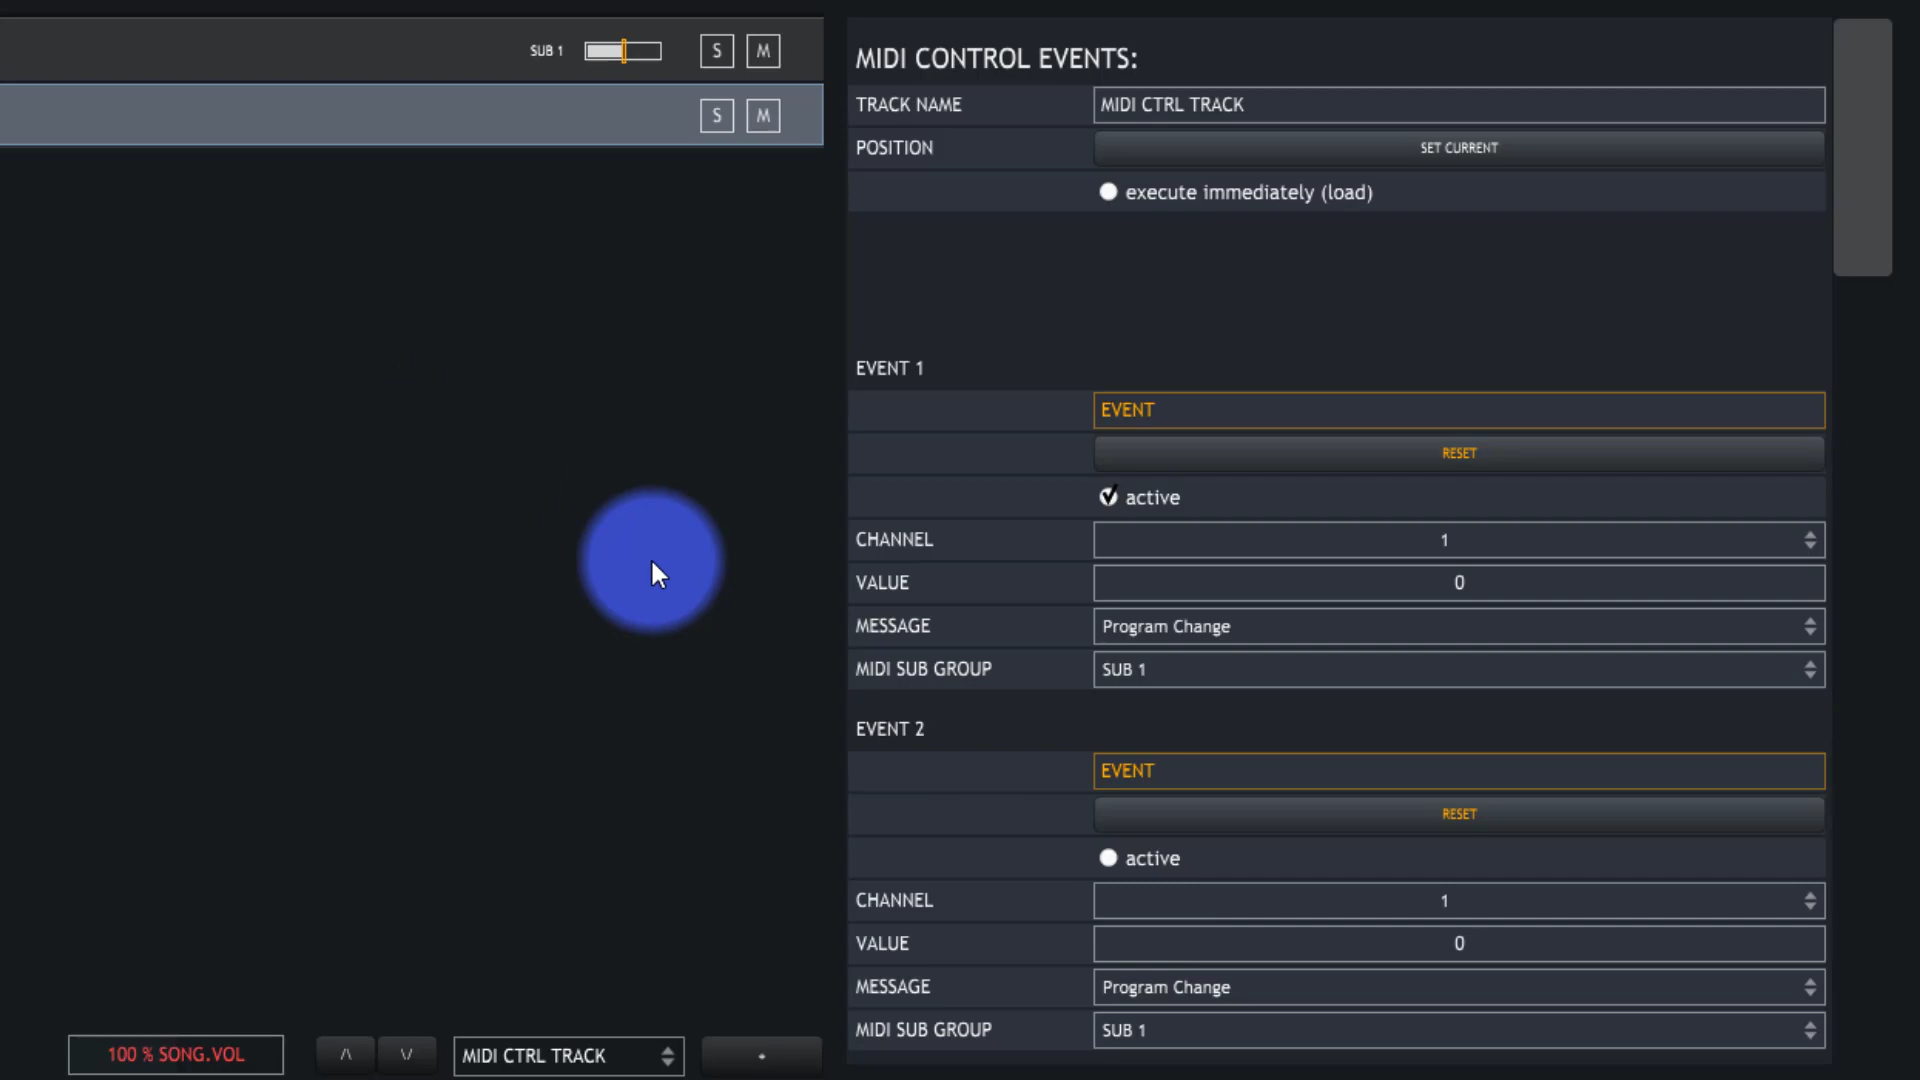 SUB 1
S M
S M
100 % SONG.VOL
/\ \/
MIDI CTRL TRACK
+
MIDI CONTROL EVENTS:
TRACK NAME MIDI CTRL TRACK
POSITION SET CURRENT
execute immediately (load)
EVENT 1
EVENT
RESET
active
CHANNEL 1
VALUE 0
MESSAGE Program Change
MIDI SUB GROUP SUB 1
EVENT 2
EVENT
RESET
active
CHANNEL 1
VALUE 0
MESSAGE Program Change
MIDI SUB GROUP SUB 1